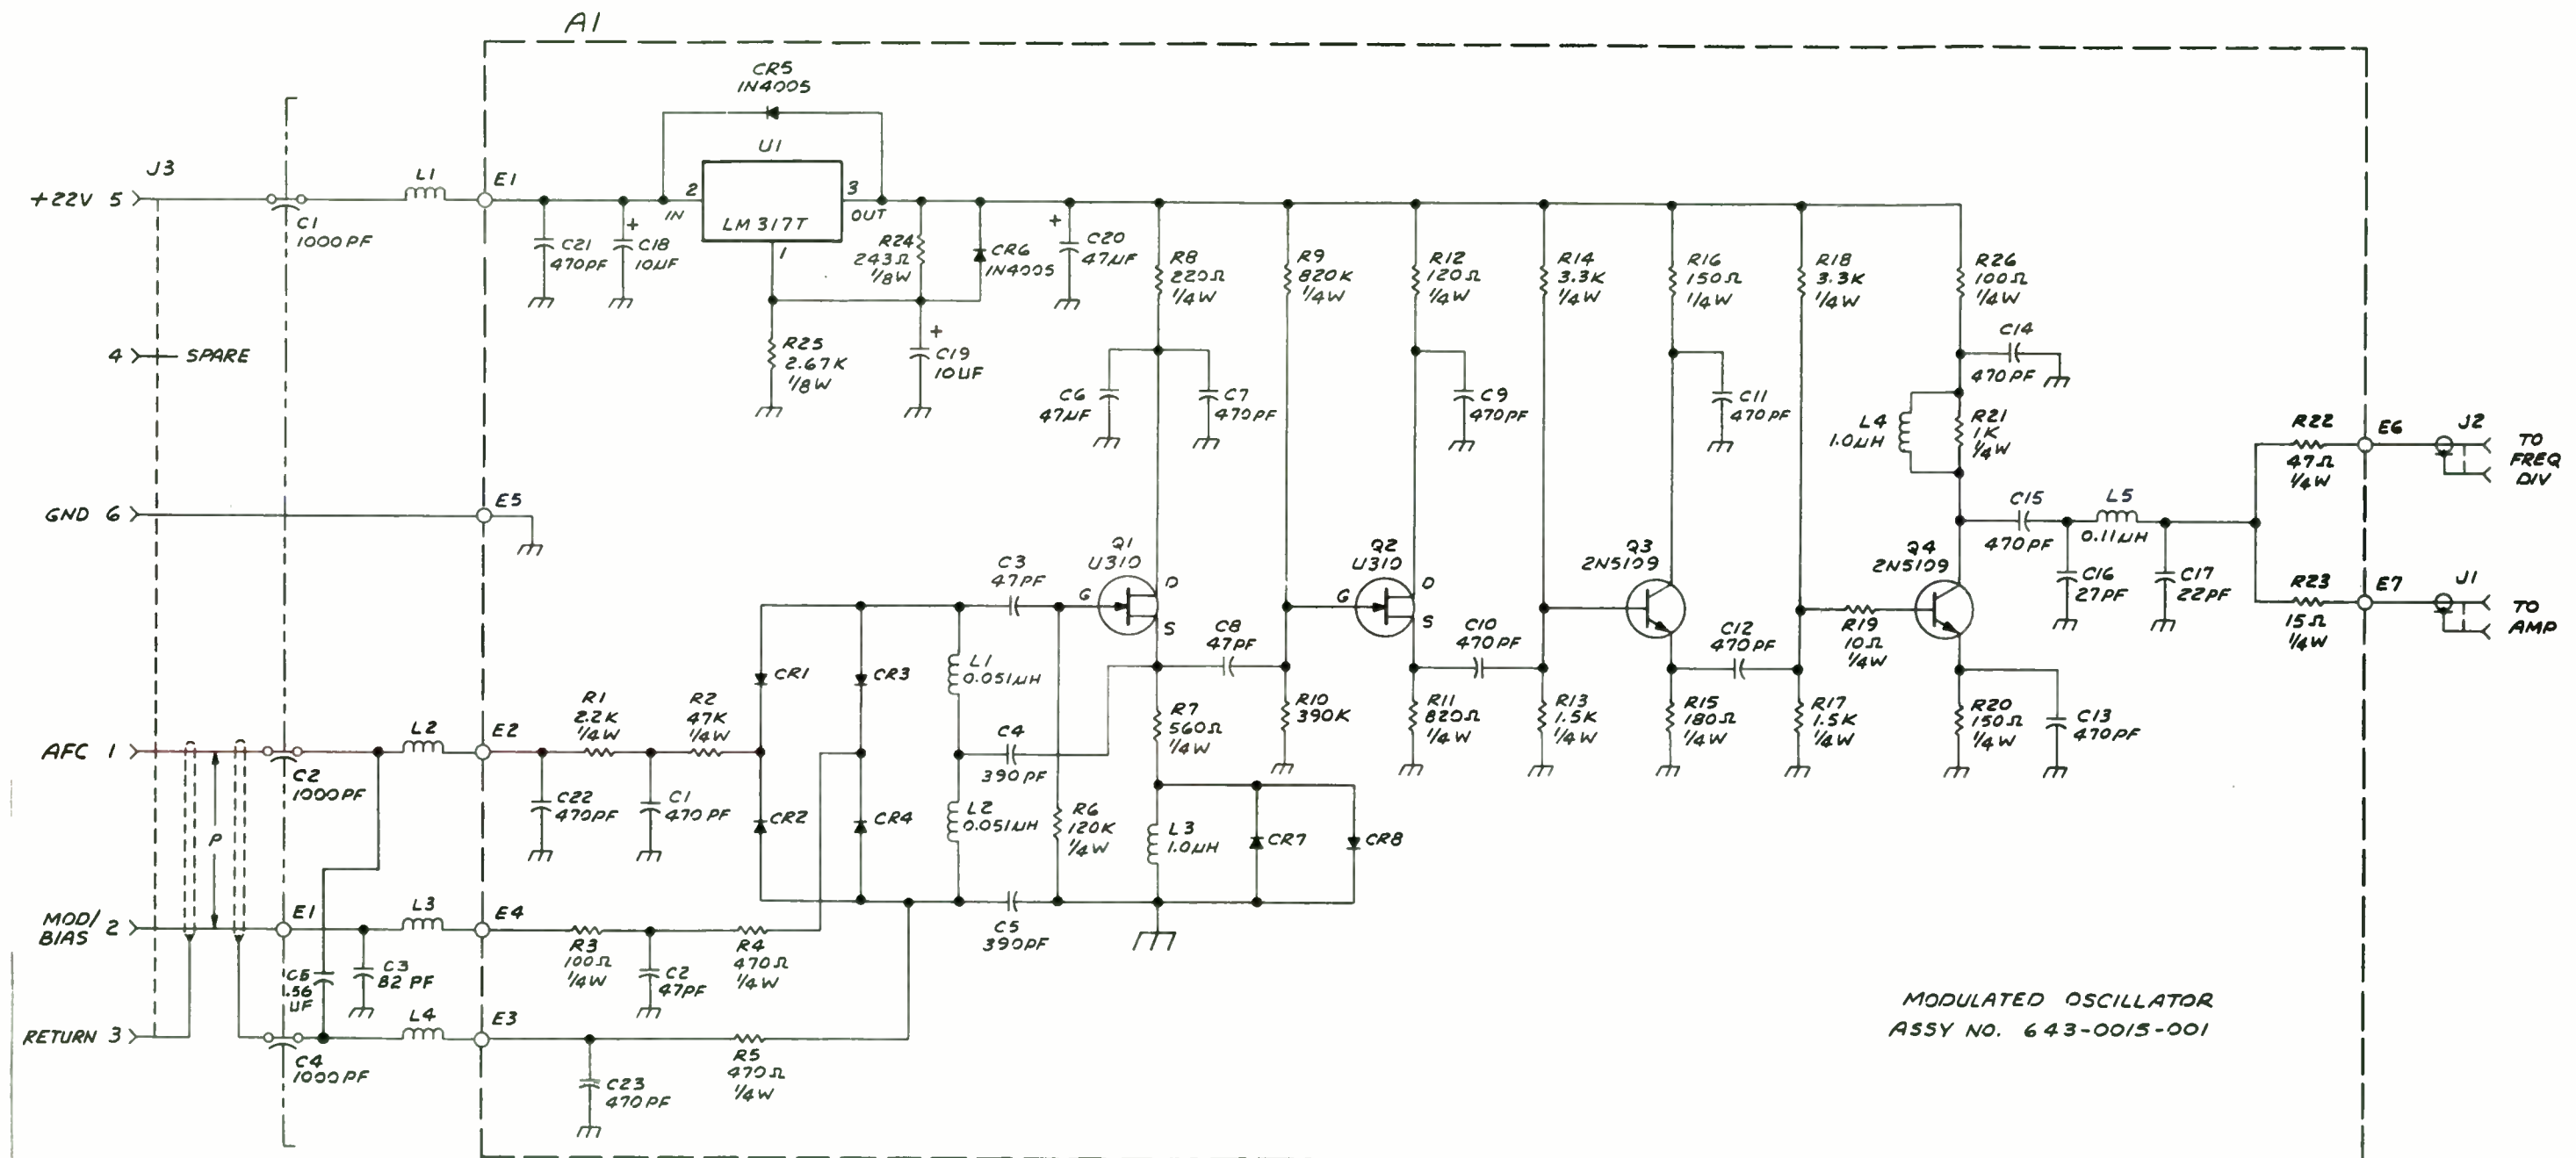 A1
CR5
1N4005
U1
J3
+22V 5
L1
E1
2
IN
LM317T
3
OUT
1
C1
1000PF
C21
470PF
+
C18
10µF
R24
243Ω
1/8W
CR6
1N4005
+
C20
47µF
R8
220Ω
1/4W
R9
820K
1/4W
R12
120Ω
1/4W
R14
3.3K
1/4W
R16
150Ω
1/4W
R18
3.3K
1/4W
R26
100Ω
1/4W
4
SPARE
R25
2.67K
1/8W
+
C19
10UF
C14
470PF
C6
47µF
C7
470PF
C9
470PF
C11
470PF
L4
1.0µH
R21
1K
1/4W
R22
47Ω
1/4W
E6
J2
TO
FREQ
DIV
GND 6
E5
C15
470PF
L5
0.11µH
C16
27PF
C17
22PF
R23
15Ω
1/4W
E7
J1
TO
AMP
C3
47PF
Q1
U310
G
D
S
Q2
U310
G
D
S
Q3
2N5109
Q4
2N5109
CR1
CR3
L1
0.051µH
C8
47PF
C10
470PF
C12
470PF
R19
10Ω
1/4W
AFC 1
C2
1000PF
L2
E2
R1
2.2K
1/4W
R2
47K
1/4W
C4
390PF
R7
560Ω
1/4W
R10
390K
R11
820Ω
1/4W
R13
1.5K
1/4W
R15
180Ω
1/4W
R17
1.5K
1/4W
R20
150Ω
1/4W
C13
470PF
P
C22
470PF
C1
470PF
CR2
CR4
L2
0.051µH
R6
120K
1/4W
L3
1.0µH
CR7
CR8
MOD/
BIAS 2
E1
L3
E4
R3
100Ω
1/4W
C2
47PF
R4
470Ω
1/4W
C5
390PF
C5
.56
UF
C3
82 PF
RETURN 3
C4
1000PF
L4
E3
C23
470PF
R5
470Ω
1/4W
MODULATED OSCILLATOR
ASSY NO. 643-0015-001